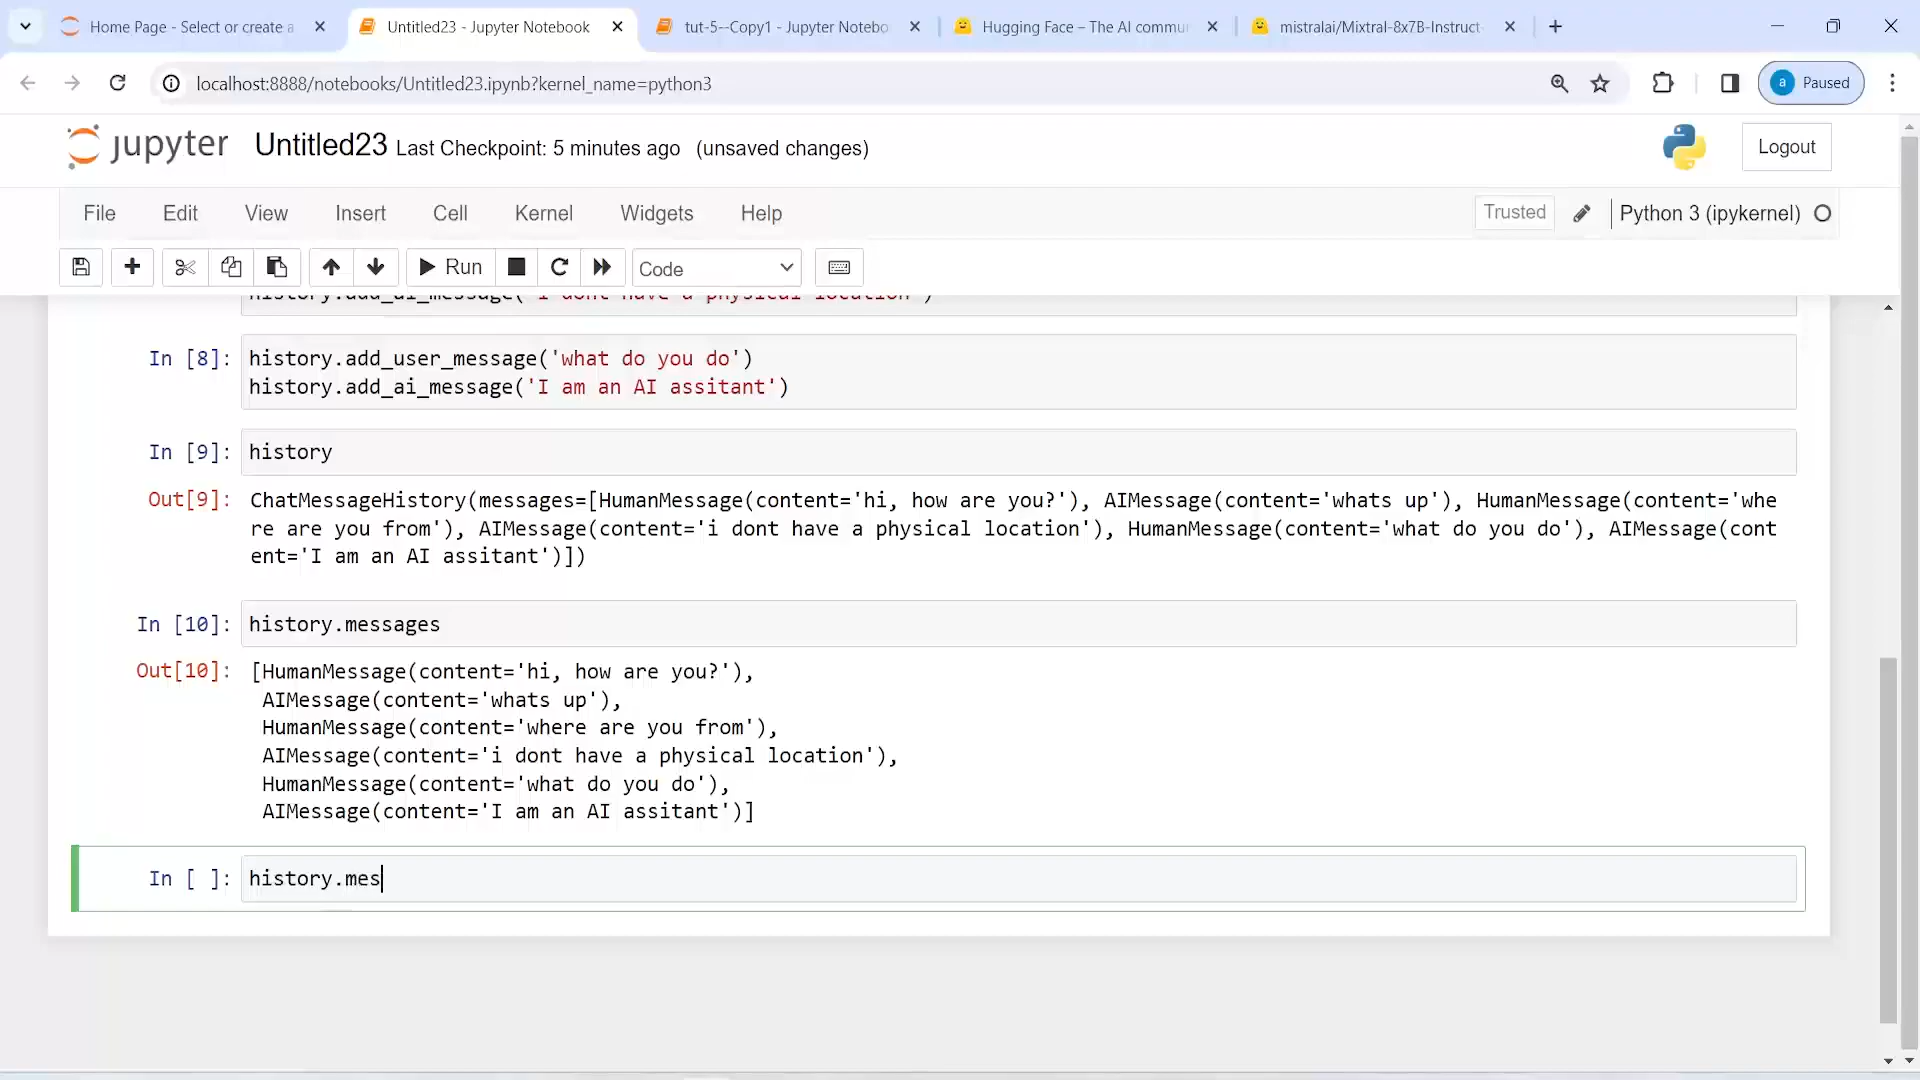 Home Page - Select or create a
Untitled23 - Jupyter Notebook
tut-5--Copy1 - Jupyter Notebo
Hugging Face – The AI commun
mistralai/Mixtral-8x7B-Instruct-
localhost:8888/notebooks/Untitled23.ipynb?kernel_name=python3
a Paused
jupyter Untitled23 Last Checkpoint: 5 minutes ago (unsaved changes)
Logout
File Edit View Insert Cell Kernel Widgets Help
Trusted
Python 3 (ipykernel)
Run
Code
history.add_ai_message('i dont have a physical location')
In [8]: history.add_user_message('what do you do')
history.add_ai_message('I am an AI assitant')
In [9]: history
Out[9]: ChatMessageHistory(messages=[HumanMessage(content='hi, how are you?'), AIMessage(content='whats up'), HumanMessage(content='whe
re are you from'), AIMessage(content='i dont have a physical location'), HumanMessage(content='what do you do'), AIMessage(cont
ent='I am an AI assitant')])
In [10]: history.messages
Out[10]: [HumanMessage(content='hi, how are you?'),
AIMessage(content='whats up'),
HumanMessage(content='where are you from'),
AIMessage(content='i dont have a physical location'),
HumanMessage(content='what do you do'),
AIMessage(content='I am an AI assitant')]
In [ ]: history.mes